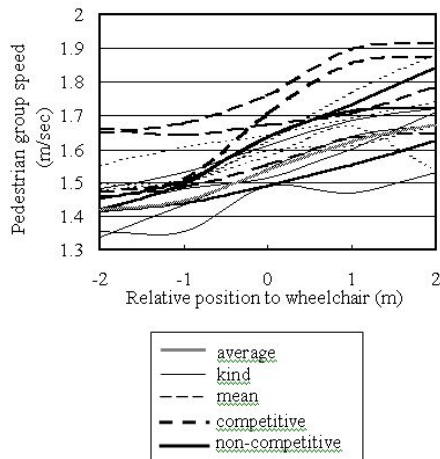 Pedestrian group speed
(m/sec)
2
1.9
1.8
1.7
1.6
1.5
1.4
1.3
-2 -1 0 1 2
Relative position to wheelchair (m)
average
kind
mean
competitive
non-competitive